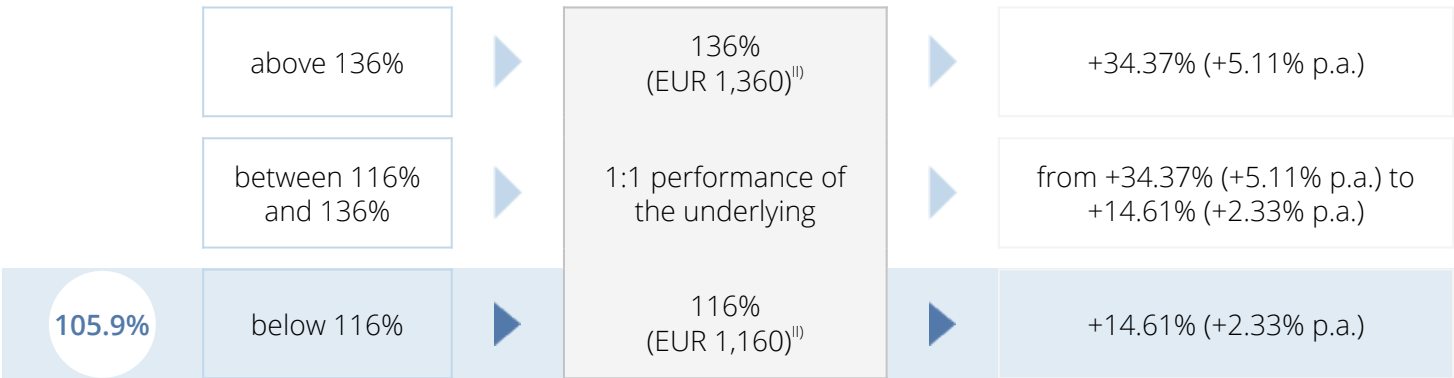 above 136%
136%
(EUR 1,360)II)
+34.37% (+5.11% p.a.)
between 116%
and 136%
1:1 performance of
the underlying
from +34.37% (+5.11% p.a.) to
+14.61% (+2.33% p.a.)
105.9%
below 116%
116%
(EUR 1,160)II)
+14.61% (+2.33% p.a.)